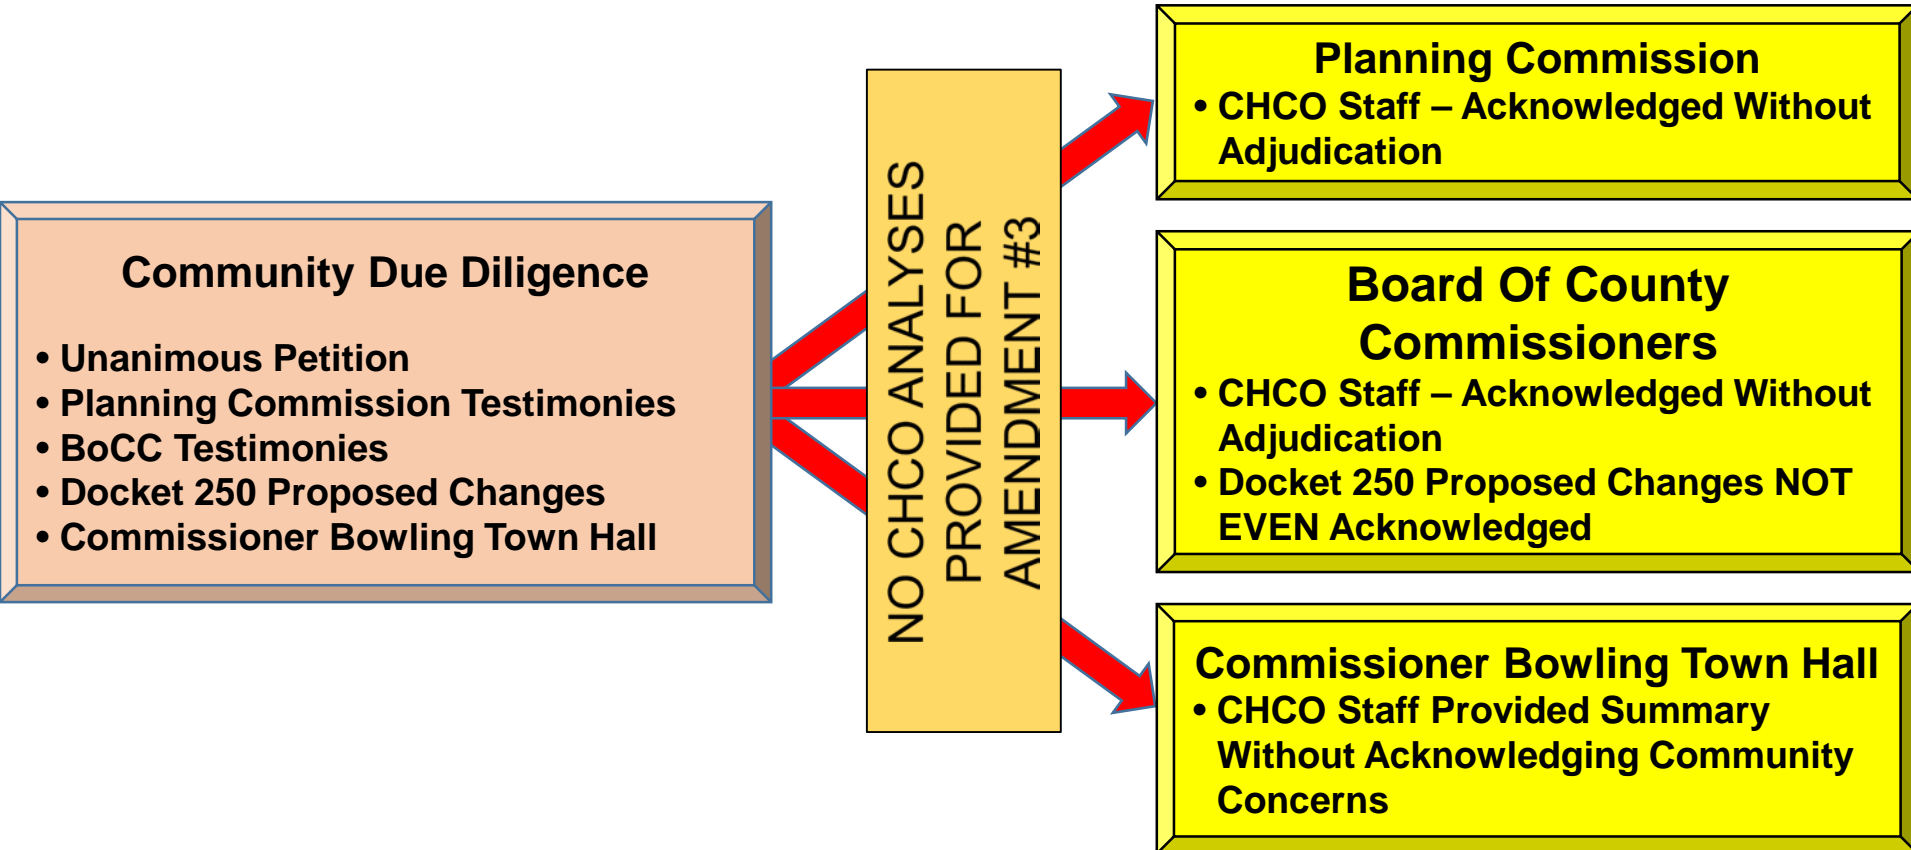 Community Due Diligence
• Unanimous Petition
• Planning Commission Testimonies
• BoCC Testimonies
• Docket 250 Proposed Changes
• Commissioner Bowling Town Hall
NO CHCO ANALYSES
PROVIDED FOR
AMENDMENT #3
Planning Commission
• CHCO Staff – Acknowledged Without
Adjudication
Board Of County
Commissioners
• CHCO Staff – Acknowledged Without
Adjudication
• Docket 250 Proposed Changes NOT
EVEN Acknowledged
Commissioner Bowling Town Hall
• CHCO Staff Provided Summary
Without Acknowledging Community
Concerns